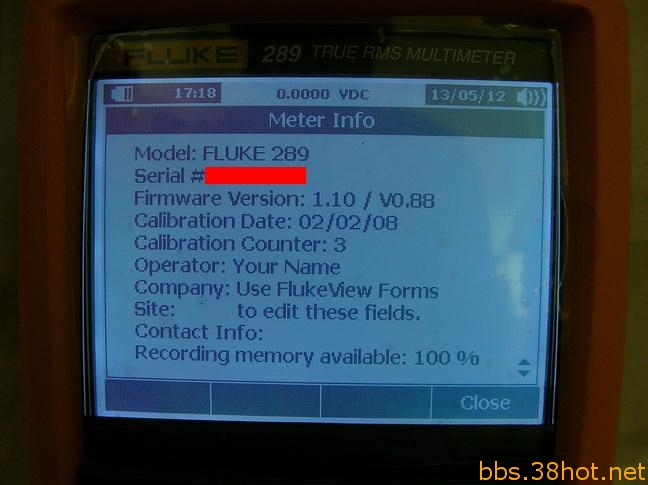 FLUKE 289 TRUE RMS MULTIMETER
17:18 0.0000 VDC 13/05/12
Meter Info
Model: FLUKE 289
Serial #
Firmware Version: 1.10 / V0.88
Calibration Date: 02/02/08
Calibration Counter: 3
Operator: Your Name
Company: Use FlukeView Forms
Site: to edit these fields.
Contact Info:
Recording memory available: 100 %
Close
bbs.38hot.net